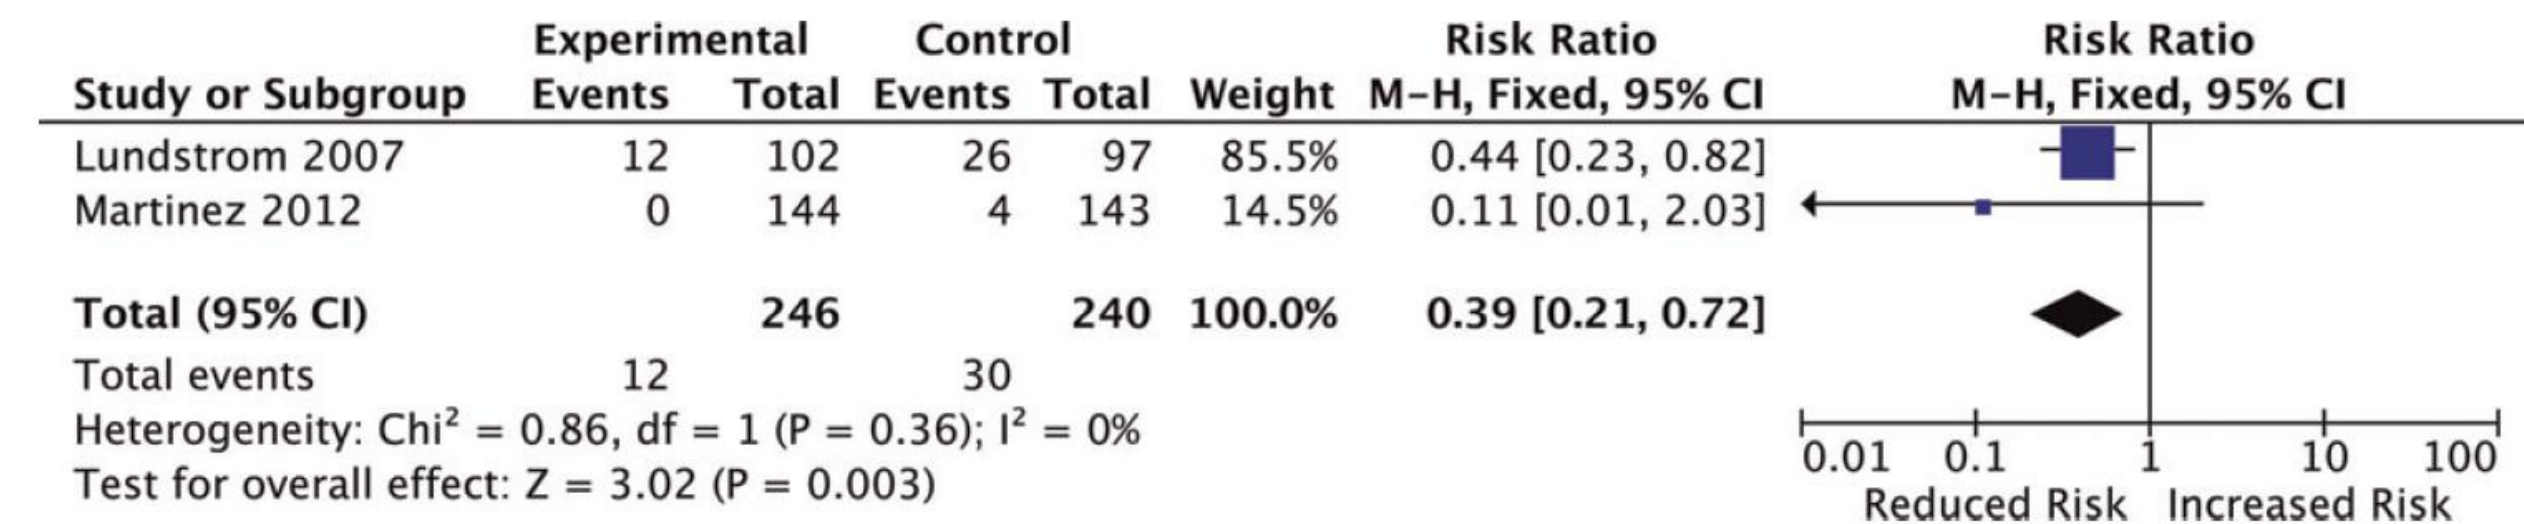 Experimental Control Risk Ratio Risk Ratio
Study or Subgroup Events Total Events Total Weight M-H, Fixed, 95% CI M-H, Fixed, 95% CI
Lundstrom 2007 12 102 26 97 85.5% 0.44 [0.23, 0.82]
Martinez 2012 0 144 4 143 14.5% 0.11 [0.01, 2.03]
Total (95% CI) 246 240 100.0% 0.39 [0.21, 0.72]
Total events 12 30
Heterogeneity: Chi² = 0.86, df = 1 (P = 0.36); I² = 0%
Test for overall effect: Z = 3.02 (P = 0.003)
0.01 0.1 1 10 100
Reduced Risk Increased Risk